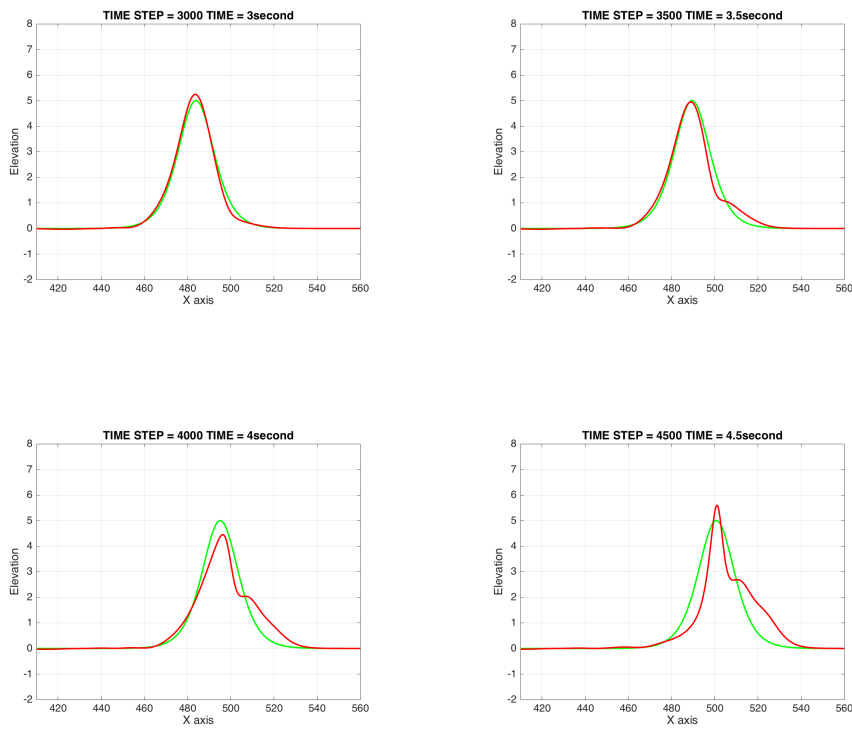 TIME STEP = 3000 TIME = 3second
8
7
6
5
4
3
2
1
0
-1
-2
Elevation
420 440 460 480 500 520 540 560
X axis
TIME STEP = 3500 TIME = 3.5second
8
7
6
5
4
3
2
1
0
-1
-2
Elevation
420 440 460 480 500 520 540 560
X axis
TIME STEP = 4000 TIME = 4second
8
7
6
5
4
3
2
1
0
-1
-2
Elevation
420 440 460 480 500 520 540 560
X axis
TIME STEP = 4500 TIME = 4.5second
8
7
6
5
4
3
2
1
0
-1
-2
Elevation
420 440 460 480 500 520 540 560
X axis